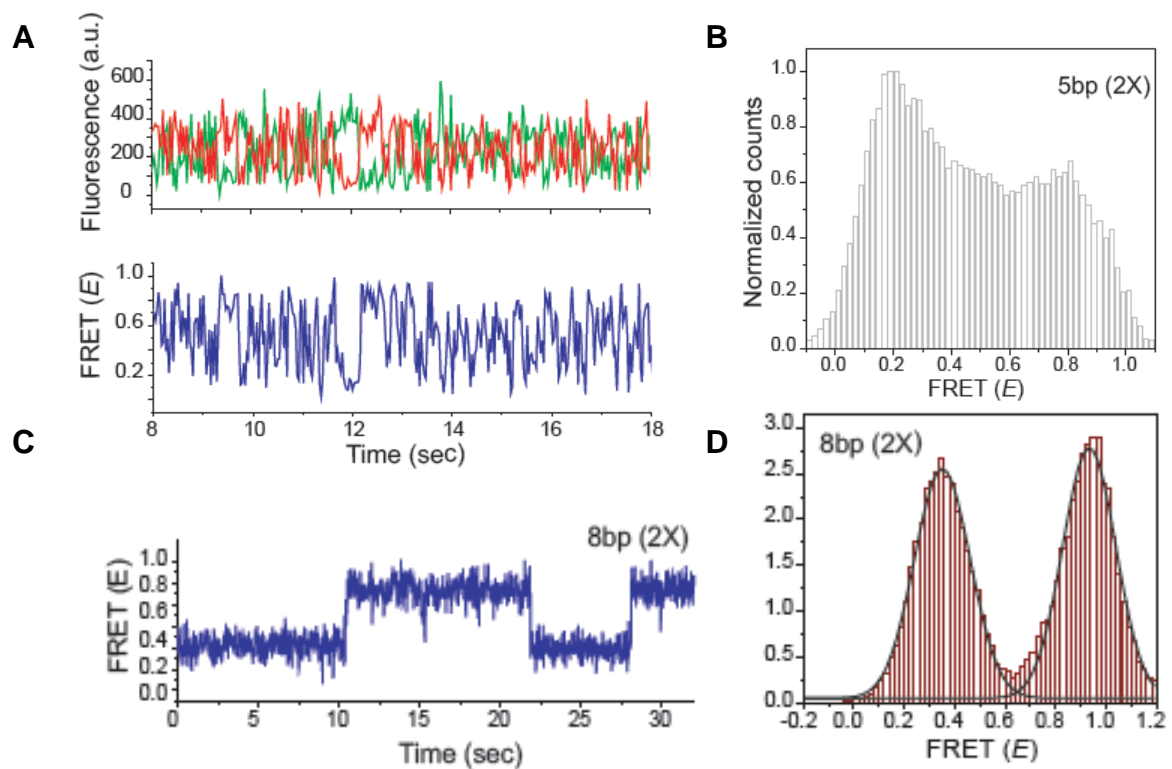 A
Fluorescence (a.u.)
600
400
200
0
FRET (E)
1.0
0.6
0.2
8 10 12 14 16 18
Time (sec)
B
5bp (2X)
Normalized counts
1.0
0.8
0.6
0.4
0.2
0.0
0.0 0.2 0.4 0.6 0.8 1.0
FRET (E)
C
8bp (2X)
FRET (E)
1.0
0.8
0.6
0.4
0.2
0.0
0 5 10 15 20 25 30
Time (sec)
D
8bp (2X)
3.0
2.5
2.0
1.5
1.0
0.5
0.0
-0.2 0.0 0.2 0.4 0.6 0.8 1.0 1.2
FRET (E)